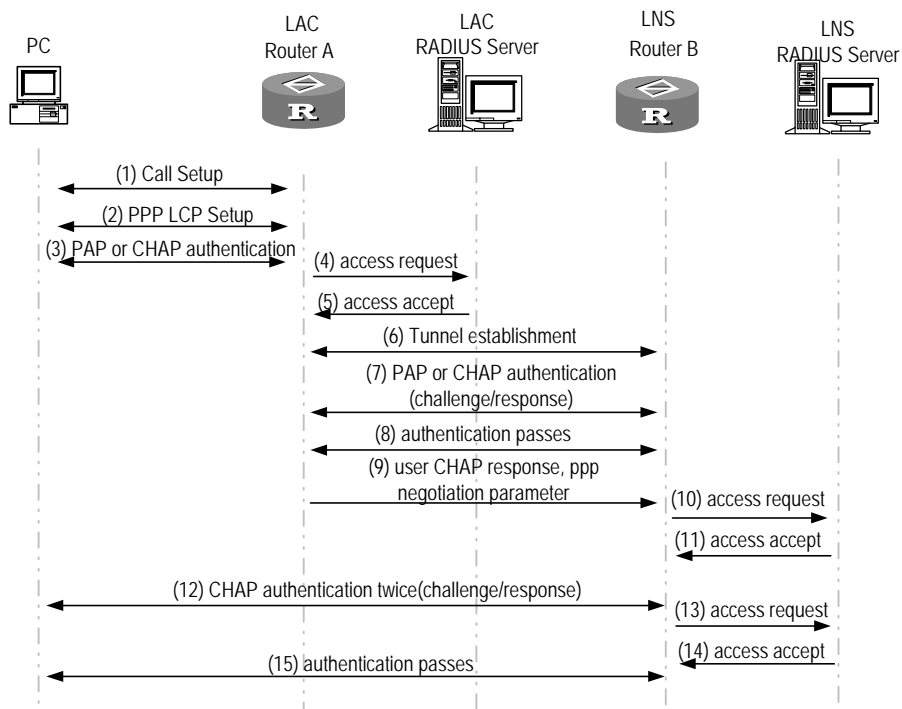 PC
LAC
Router A
LAC
RADIUS Server
LNS
Router B
LNS
RADIUS Server
R
R
(1) Call Setup
(2) PPP LCP Setup
(3) PAP or CHAP authentication
(4) access request
(5) access accept
(6) Tunnel establishment
(7) PAP or CHAP authentication
(challenge/response)
(8) authentication passes
(9) user CHAP response, ppp
negotiation parameter
(10) access request
(11) access accept
(12) CHAP authentication twice(challenge/response)
(13) access request
(14) access accept
(15) authentication passes